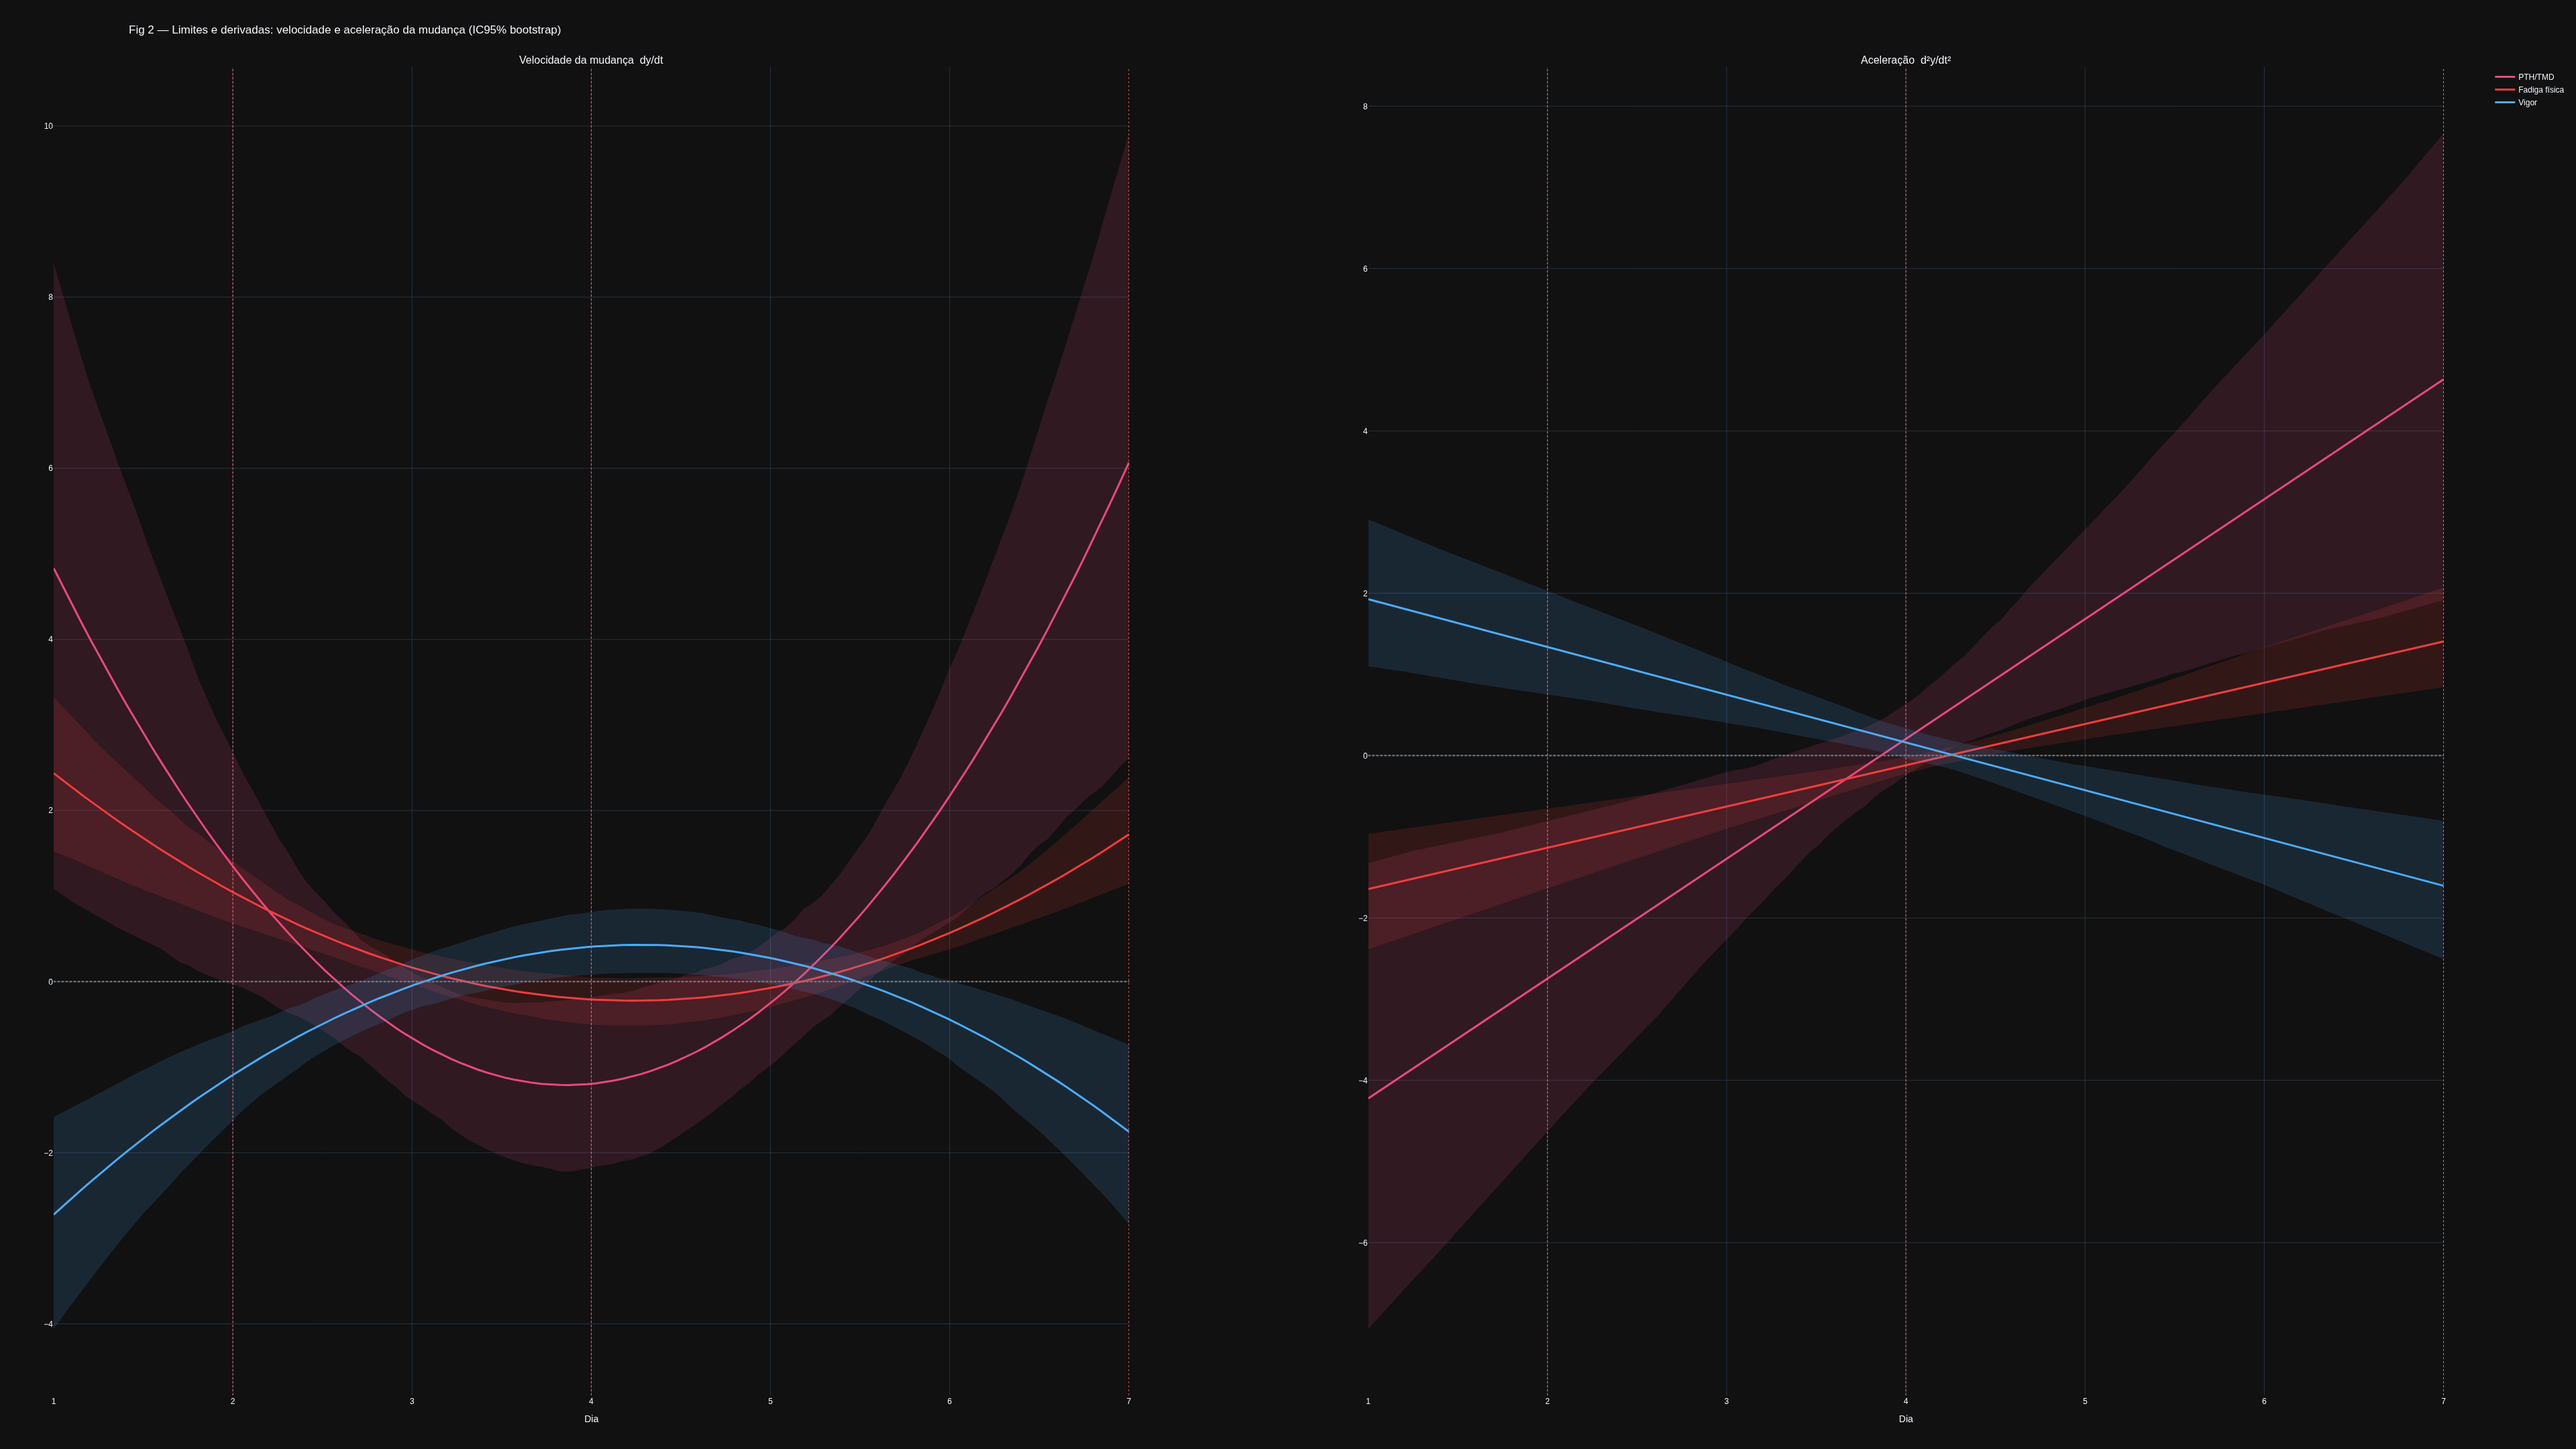 Fig 2 — Limites e derivadas: velocidade e aceleração da mudança (IC95% bootstrap)
Velocidade da mudança dy/dt
10
8
6
4
2
0
−2
−4
1 2 3 4 5 6 7
Dia
Aceleração d²y/dt²
8
6
4
2
0
−2
−4
−6
1 2 3 4 5 6 7
Dia
PTH/TMD
Fadiga física
Vigor